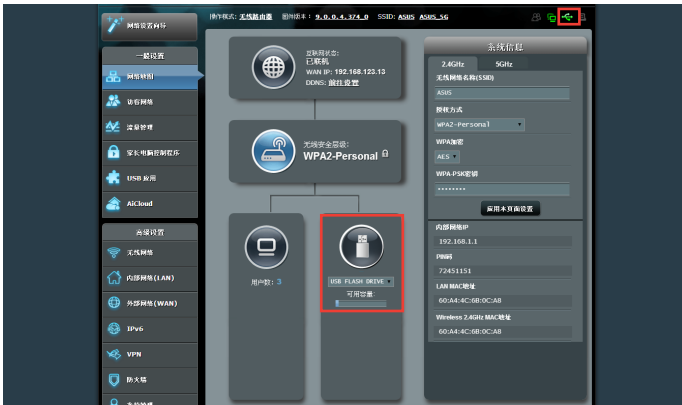 操作模式: 无线路由器 固件版本: 9.0.0.4.374_0 SSID: ASUS ASUS_5G
网络设置向导
一般设置
网络地图
访客网络
流量管理
家长电脑控制程序
USB 应用
AiCloud
高级设置
无线网络
内部网络(LAN)
外部网络(WAN)
IPv6
VPN
防火墙
互联网状态:
已联机
WAN IP: 192.168.123.13
DDNS: 前往设置
无线安全层级:
WPA2-Personal
用户数: 3
USB FLASH DRIVE
可用容量:
系统信息
2.4GHz 5GHz
无线网络名称(SSID)
ASUS
授权方式
WPA2-Personal
WPA加密
AES
WPA-PSK密钥
········
应用本页面设置
内部网络IP
192.168.1.1
PIN码
72451151
LAN MAC地址
60:A4:4C:6B:0C:A8
Wireless 2.4GHz MAC地址
60:A4:4C:6B:0C:A8